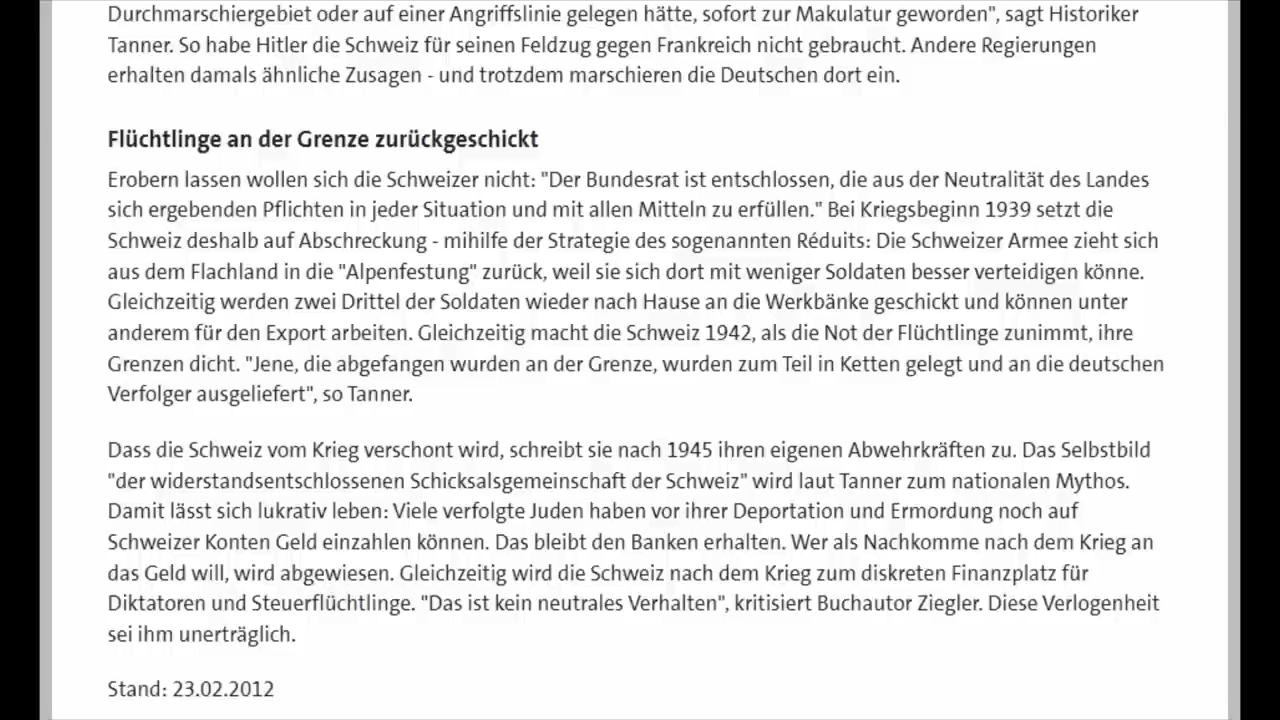 Durchmarschiergebiet oder auf einer Angriffslinie gelegen hätte, sofort zur Makulatur geworden", sagt Historiker
Tanner. So habe Hitler die Schweiz für seinen Feldzug gegen Frankreich nicht gebraucht. Andere Regierungen
erhalten damals ähnliche Zusagen - und trotzdem marschieren die Deutschen dort ein.
Flüchtlinge an der Grenze zurückgeschickt
Erobern lassen wollen sich die Schweizer nicht: "Der Bundesrat ist entschlossen, die aus der Neutralität des Landes
sich ergebenden Pflichten in jeder Situation und mit allen Mitteln zu erfüllen." Bei Kriegsbeginn 1939 setzt die
Schweiz deshalb auf Abschreckung - mihilfe der Strategie des sogenannten Réduits: Die Schweizer Armee zieht sich
aus dem Flachland in die "Alpenfestung" zurück, weil sie sich dort mit weniger Soldaten besser verteidigen könne.
Gleichzeitig werden zwei Drittel der Soldaten wieder nach Hause an die Werkbänke geschickt und können unter
anderem für den Export arbeiten. Gleichzeitig macht die Schweiz 1942, als die Not der Flüchtlinge zunimmt, ihre
Grenzen dicht. "Jene, die abgefangen wurden an der Grenze, wurden zum Teil in Ketten gelegt und an die deutschen
Verfolger ausgeliefert", so Tanner.
Dass die Schweiz vom Krieg verschont wird, schreibt sie nach 1945 ihren eigenen Abwehrkräften zu. Das Selbstbild
"der widerstandsentschlossenen Schicksalsgemeinschaft der Schweiz" wird laut Tanner zum nationalen Mythos.
Damit lässt sich lukrativ leben: Viele verfolgte Juden haben vor ihrer Deportation und Ermordung noch auf
Schweizer Konten Geld einzahlen können. Das bleibt den Banken erhalten. Wer als Nachkomme nach dem Krieg an
das Geld will, wird abgewiesen. Gleichzeitig wird die Schweiz nach dem Krieg zum diskreten Finanzplatz für
Diktatoren und Steuerflüchtlinge. "Das ist kein neutrales Verhalten", kritisiert Buchautor Ziegler. Diese Verlogenheit
sei ihm unerträglich.
Stand: 23.02.2012